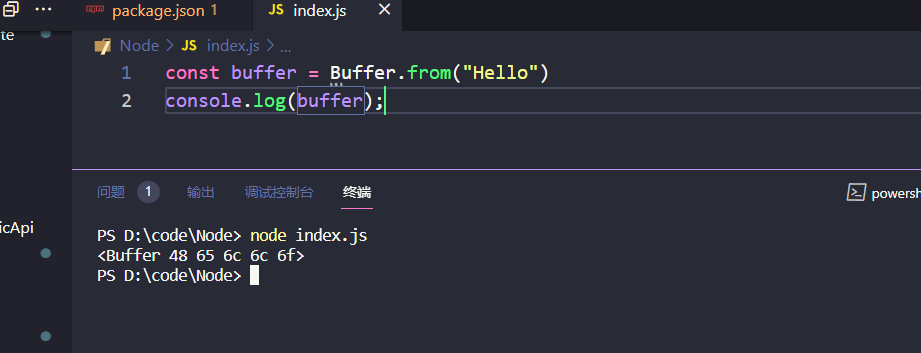 package.json 1
JS index.js
te
Node > JS index.js > ...
1 const buffer = Buffer.from("Hello")
2 console.log(buffer);
问题 1 输出 调试控制台 终端
powersh
icApi
PS D:\code\Node> node index.js
<Buffer 48 65 6c 6c 6f>
PS D:\code\Node>